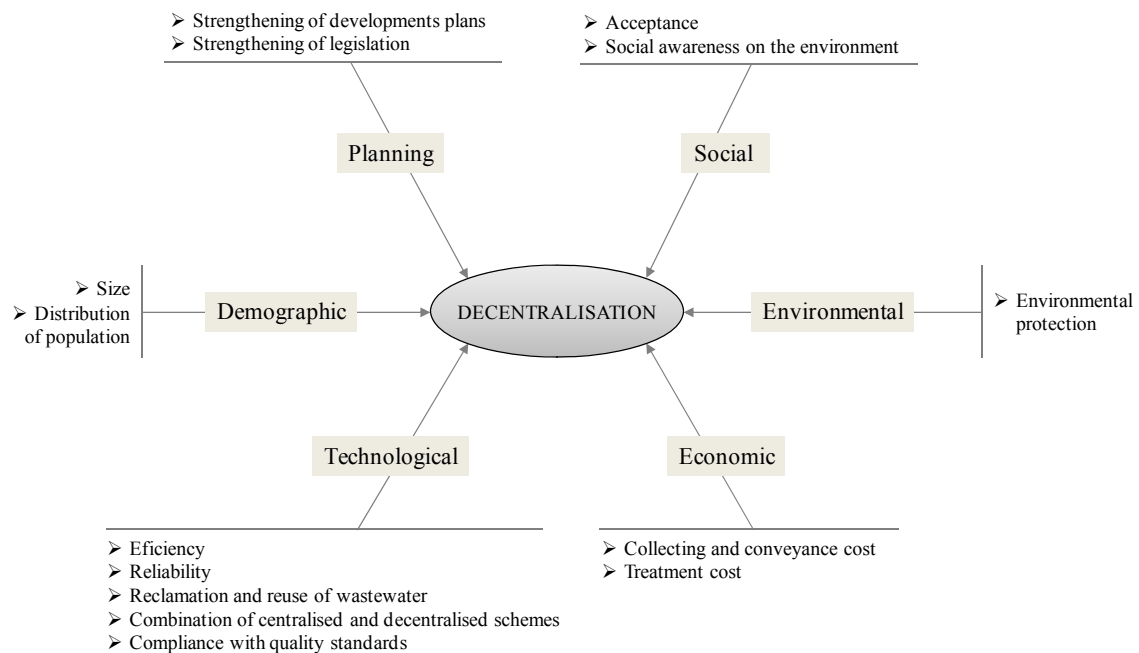 ➢ Strengthening of developments plans
➢ Strengthening of legislation
➢ Acceptance
➢ Social awareness on the environment
Planning
Social
➢ Size
➢ Distribution
of population
Demographic
DECENTRALISATION
Environmental
➢ Environmental
protection
Technological
Economic
➢ Eficiency
➢ Reliability
➢ Reclamation and reuse of wastewater
➢ Combination of centralised and decentralised schemes
➢ Compliance with quality standards
➢ Collecting and conveyance cost
➢ Treatment cost